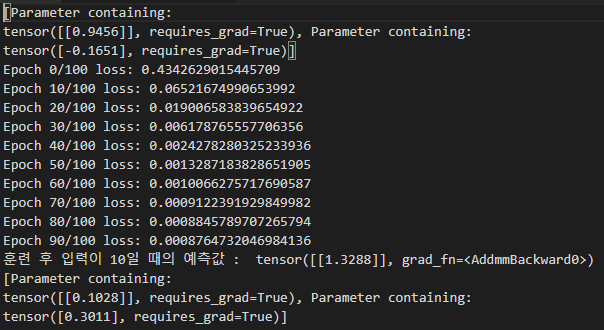 [Parameter containing:
tensor([[0.9456]], requires_grad=True), Parameter containing:
tensor([-0.1651], requires_grad=True)]
Epoch 0/100 loss: 0.4342629015445709
Epoch 10/100 loss: 0.06521674990653992
Epoch 20/100 loss: 0.019006583839654922
Epoch 30/100 loss: 0.006178765557706356
Epoch 40/100 loss: 0.0024278280325233936
Epoch 50/100 loss: 0.0013287183828651905
Epoch 60/100 loss: 0.0010066275717690587
Epoch 70/100 loss: 0.0009122391929849982
Epoch 80/100 loss: 0.0008845789707265794
Epoch 90/100 loss: 0.0008764732046984136
훈련 후 입력이 10일 때의 예측값 :  tensor([[1.3288]], grad_fn=<AddmmBackward0>)
[Parameter containing:
tensor([[0.1028]], requires_grad=True), Parameter containing:
tensor([0.3011], requires_grad=True)]